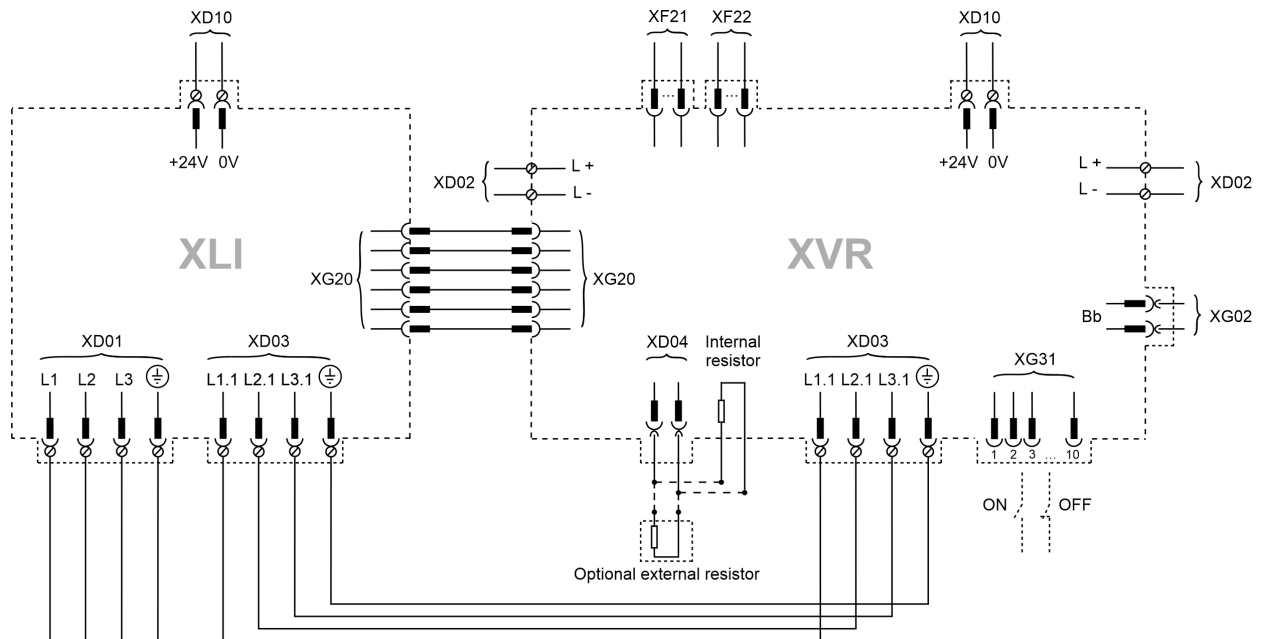 XD10
XF21 XF22
XD10
+24V 0V
+24V 0V
XD02
L +
L -
L +
L -
XD02
XLI
XVR
XG20
XG20
Bb
XG02
XD01
XD03
XD04
Internal
resistor
XD03
XG31
L1 L2 L3
L1.1 L2.1 L3.1
L1.1 L2.1 L3.1
1 2 3 ... 10
ON
OFF
Optional external resistor